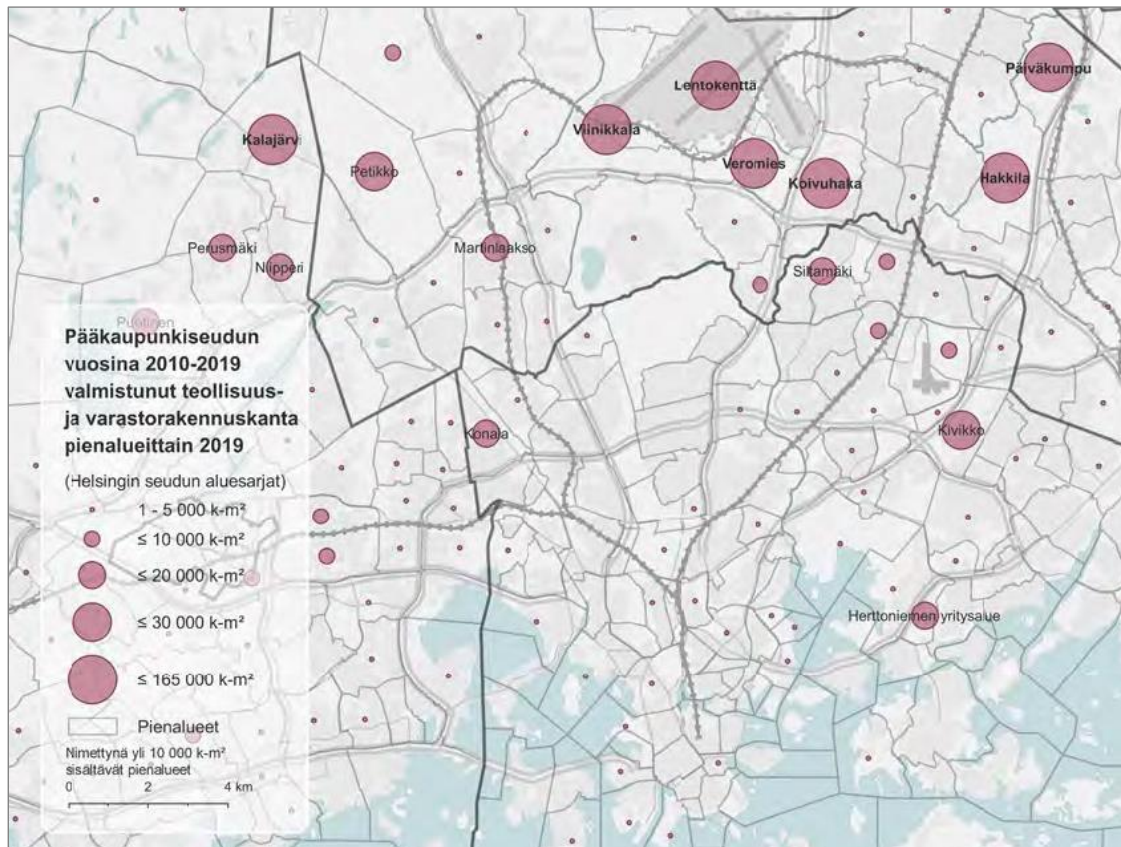 Lentokenttä
Päiväkumpu
Viinikkala
Kalajärvi
Petikko
Veromies
Koivuhaka
Hakkila
Perusmäki
Martinlaakso
Niipperi
Siltamäki
Puolinen
Konala
Kivikko
Herttoniemen yritysalue
Pääkaupunkiseudun
vuosina 2010-2019
valmistunut teollisuus-
ja varastorakennuskanta
pienalueittain 2019
(Helsingin seudun aluesarjat)
1 - 5 000 k-m²
≤ 10 000 k-m²
≤ 20 000 k-m²
≤ 30 000 k-m²
≤ 165 000 k-m²
Pienalueet
Nimettynä yli 10 000 k-m²
sisältävät pienalueet
0 2 4 km